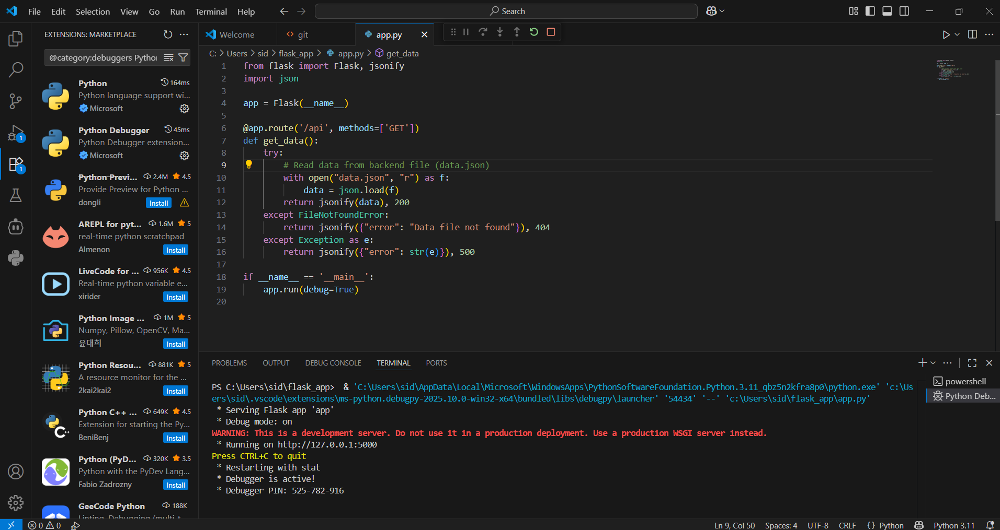 File Edit Selection View Go Run Terminal Help
Search
EXTENSIONS: MARKETPLACE
@category:debuggers Python
Python 164ms
Python language support wi...
Microsoft
Python Debugger 45ms
Python Debugger extension...
Microsoft
Python Previ... 2.4M 4.5
Provide Preview for Python ...
dongli Install
AREPL for pyt... 1.6M 5
real-time python scratchpad
Almenon Install
LiveCode for ... 956K 4.5
Real-time python variable e...
xirider Install
Python Image ... 1M 5
Numpy, Pillow, OpenCV, Ma...
윤대희 Install
Python Resou... 881K 5
A resource monitor for the ...
2kai2kai2 Install
Python C++ ... 649K 4.5
Extension for starting the Py...
BeniBenj Install
Python (PyD... 320K 3.5
Python with the PyDev Lang...
Fabio Zadrozny Install
GeeCode Python 188K
Linting, Debugging (multi-t
1
1
Welcome git app.py
C: > Users > sid > flask_app > app.py > get_data
1 from flask import Flask, jsonify
2 import json
3
4 app = Flask(__name__)
5
6 @app.route('/api', methods=['GET'])
7 def get_data():
8 try:
9 # Read data from backend file (data.json)
10 with open("data.json", "r") as f:
11 data = json.load(f)
12 return jsonify(data), 200
13 except FileNotFoundError:
14 return jsonify({"error": "Data file not found"}), 404
15 except Exception as e:
16 return jsonify({"error": str(e)}), 500
17
18 if __name__ == '__main__':
19 app.run(debug=True)
20
PROBLEMS OUTPUT DEBUG CONSOLE TERMINAL PORTS
PS C:\Users\sid\flask_app> & 'C:\Users\sid\AppData\Local\Microsoft\WindowsApps\PythonSoftwareFoundation.Python.3.11_qbz5n2kfra8p0\python.exe' 'c:\Us
ers\sid\.vscode\extensions\ms-python.debugpy-2025.10.0-win32-x64\bundled\libs\debugpy\launcher' '54434' '--' 'c:\Users\sid\flask_app\app.py'
* Serving Flask app 'app'
* Debug mode: on
WARNING: This is a development server. Do not use it in a production deployment. Use a production WSGI server instead.
* Running on http://127.0.0.1:5000
Press CTRL+C to quit
* Restarting with stat
* Debugger is active!
* Debugger PIN: 525-782-916
powershell
Python Deb...
0 0 Ln 9, Col 50 Spaces: 4 UTF-8 CRLF {} Python Python 3.11